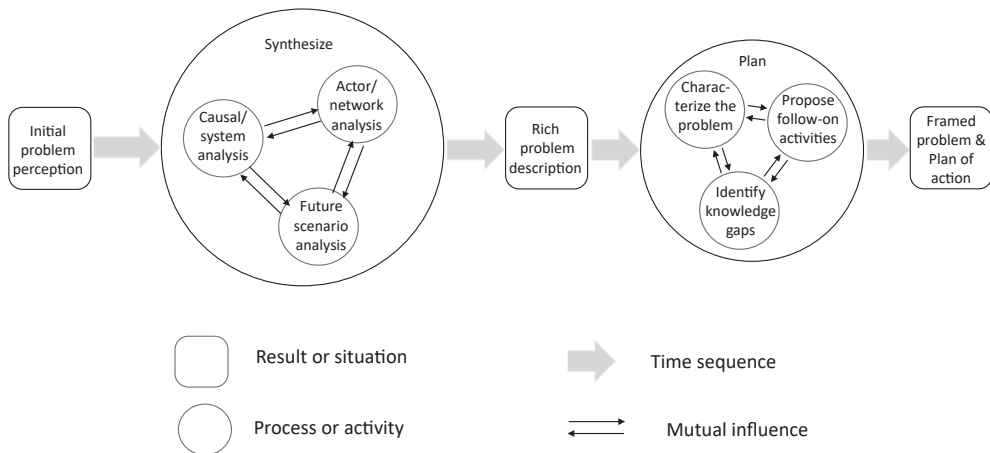 Synthesize
Actor/
network
analysis
Causal/
system
analysis
Future
scenario
analysis
Initial
problem
perception
Rich
problem
description
Plan
Charac-
terize the
problem
Propose
follow-on
activities
Identify
knowledge
gaps
Framed
problem &
Plan of
action
Result or situation
Time sequence
Process or activity
Mutual influence